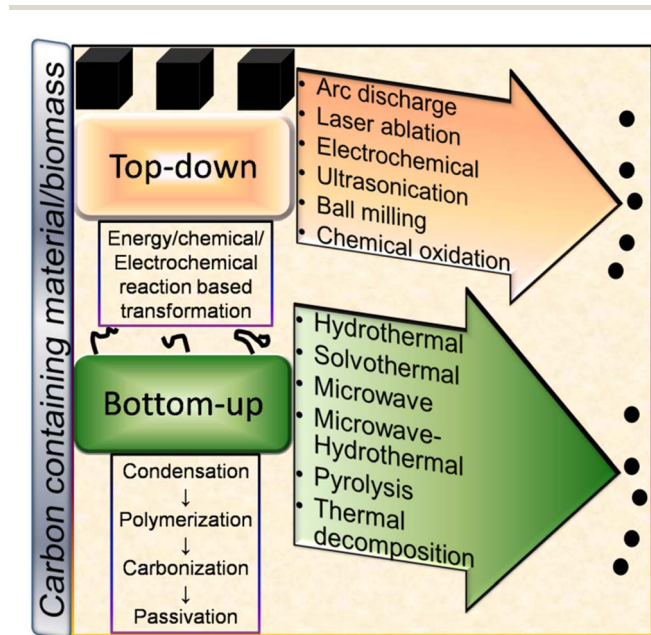 Carbon containing material/biomass
Top-down
Energy/chemical/
Electrochemical
reaction based
transformation
• Arc discharge
• Laser ablation
• Electrochemical
• Ultrasonication
• Ball milling
• Chemical oxidation
Bottom-up
Condensation
↓
Polymerization
↓
Carbonization
↓
Passivation
• Hydrothermal
• Solvothermal
• Microwave
• Microwave-
Hydrothermal
• Pyrolysis
• Thermal
decomposition